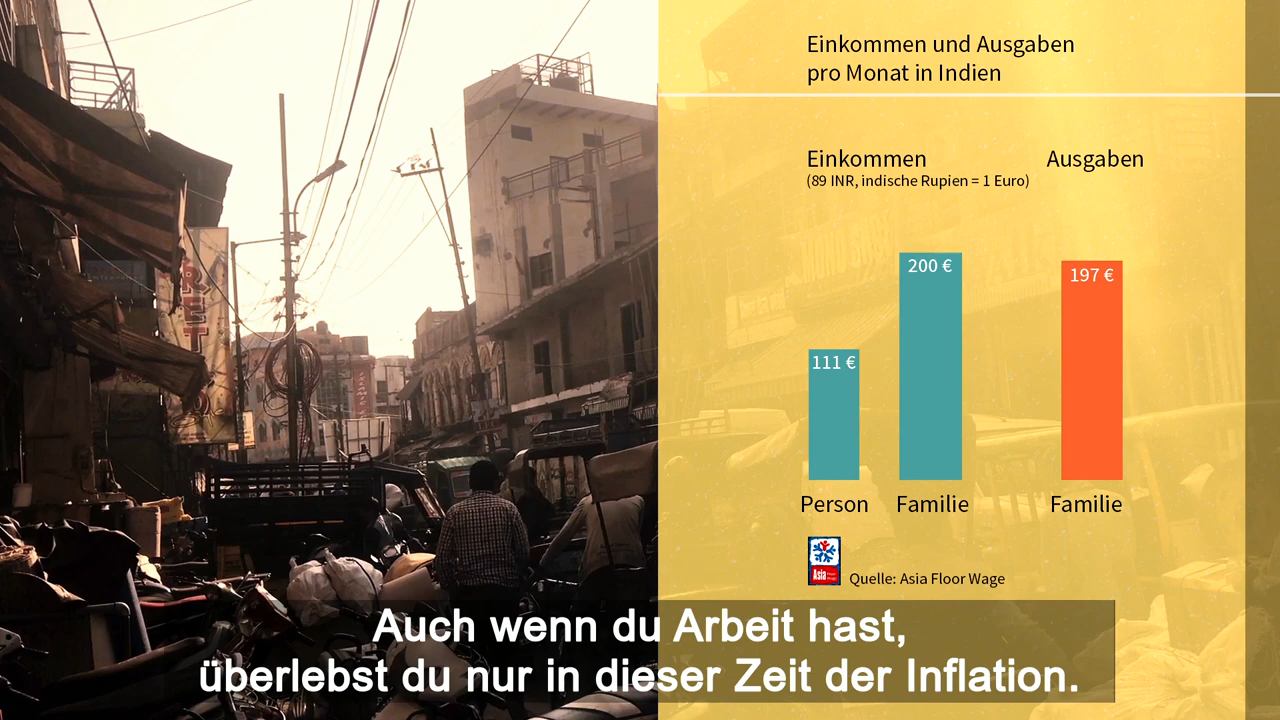 Einkommen und Ausgaben
pro Monat in Indien
Einkommen
(89 INR, indische Rupien = 1 Euro)
Ausgaben
111 €
200 €
197 €
Person
Familie
Familie
Asia
Quelle: Asia Floor Wage
Auch wenn du Arbeit hast,
überlebst du nur in dieser Zeit der Inflation.